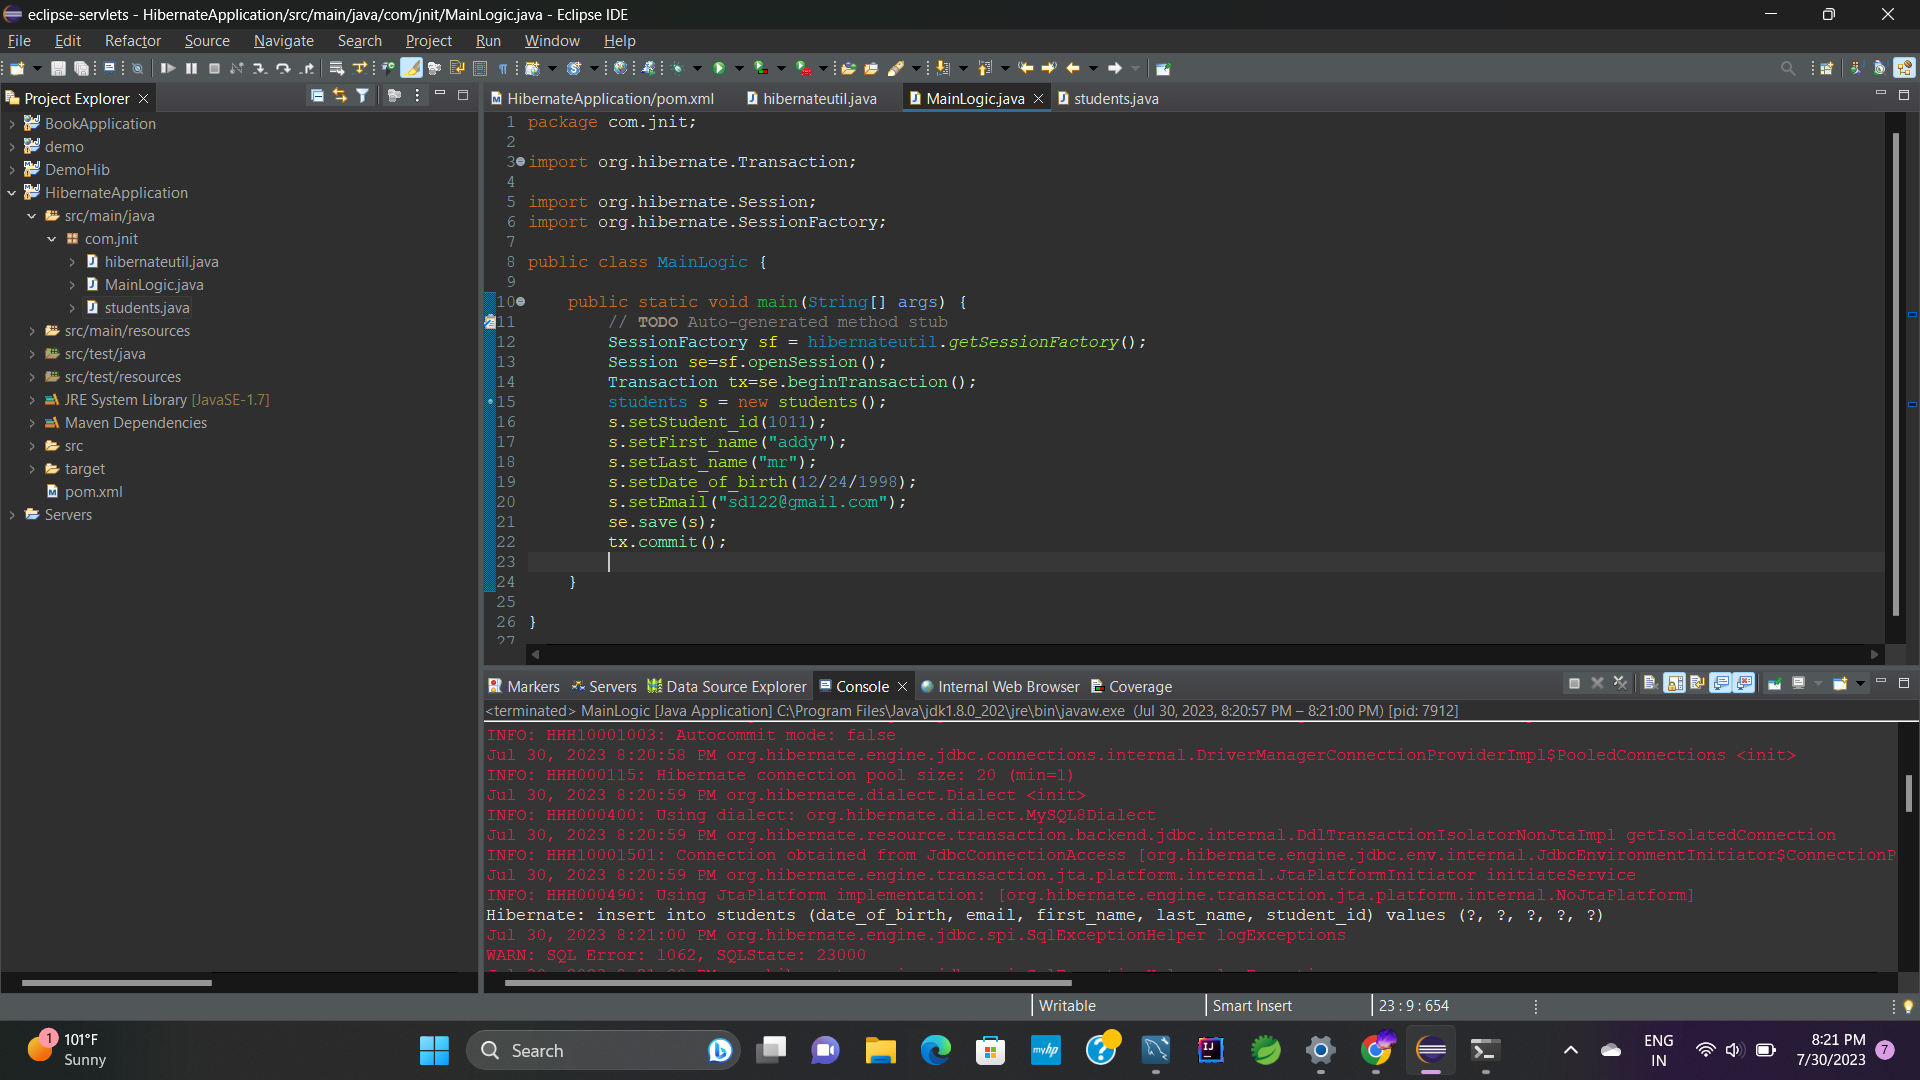 eclipse-servlets - HibernateApplication/src/main/java/com/jnit/MainLogic.java - Eclipse IDE
File Edit Refactor Source Navigate Search Project Run Window Help
Project Explorer
HibernateApplication/pom.xml hibernateutil.java MainLogic.java students.java
BookApplication
demo
DemoHib
HibernateApplication
src/main/java
com.jnit
hibernateutil.java
MainLogic.java
students.java
src/main/resources
src/test/java
src/test/resources
JRE System Library [JavaSE-1.7]
Maven Dependencies
src
target
pom.xml
Servers
1 package com.jnit;
2
3 import org.hibernate.Transaction;
4
5 import org.hibernate.Session;
6 import org.hibernate.SessionFactory;
7
8 public class MainLogic {
9
10 public static void main(String[] args) {
11 // TODO Auto-generated method stub
12 SessionFactory sf = hibernateutil.getSessionFactory();
13 Session se=sf.openSession();
14 Transaction tx=se.beginTransaction();
15 students s = new students();
16 s.setStudent_id(1011);
17 s.setFirst_name("addy");
18 s.setLast_name("mr");
19 s.setDate_of_birth(12/24/1998);
20 s.setEmail("sd122@gmail.com");
21 se.save(s);
22 tx.commit();
23
24 }
25
26 }
27
Markers Servers Data Source Explorer Console Internal Web Browser Coverage
<terminated> MainLogic [Java Application] C:\Program Files\Java\jdk1.8.0_202\jre\bin\javaw.exe (Jul 30, 2023, 8:20:57 PM – 8:21:00 PM) [pid: 7912]
INFO: HHH10001003: Autocommit mode: false
Jul 30, 2023 8:20:58 PM org.hibernate.engine.jdbc.connections.internal.DriverManagerConnectionProviderImpl$PooledConnections <init>
INFO: HHH000115: Hibernate connection pool size: 20 (min=1)
Jul 30, 2023 8:20:59 PM org.hibernate.dialect.Dialect <init>
INFO: HHH000400: Using dialect: org.hibernate.dialect.MySQL8Dialect
Jul 30, 2023 8:20:59 PM org.hibernate.resource.transaction.backend.jdbc.internal.DdlTransactionIsolatorNonJtaImpl getIsolatedConnection
INFO: HHH10001501: Connection obtained from JdbcConnectionAccess [org.hibernate.engine.jdbc.env.internal.JdbcEnvironmentInitiator$ConnectionP
Jul 30, 2023 8:20:59 PM org.hibernate.engine.transaction.jta.platform.internal.JtaPlatformInitiator initiateService
INFO: HHH000490: Using JtaPlatform implementation: [org.hibernate.engine.transaction.jta.platform.internal.NoJtaPlatform]
Hibernate: insert into students (date_of_birth, email, first_name, last_name, student_id) values (?, ?, ?, ?, ?)
Jul 30, 2023 8:21:00 PM org.hibernate.engine.jdbc.spi.SqlExceptionHelper logExceptions
WARN: SQL Error: 1062, SQLState: 23000
Writable Smart Insert 23 : 9 : 654
1
101°F
Sunny
Search
myhp
IJ
ENG
IN
8:21 PM
7/30/2023
7